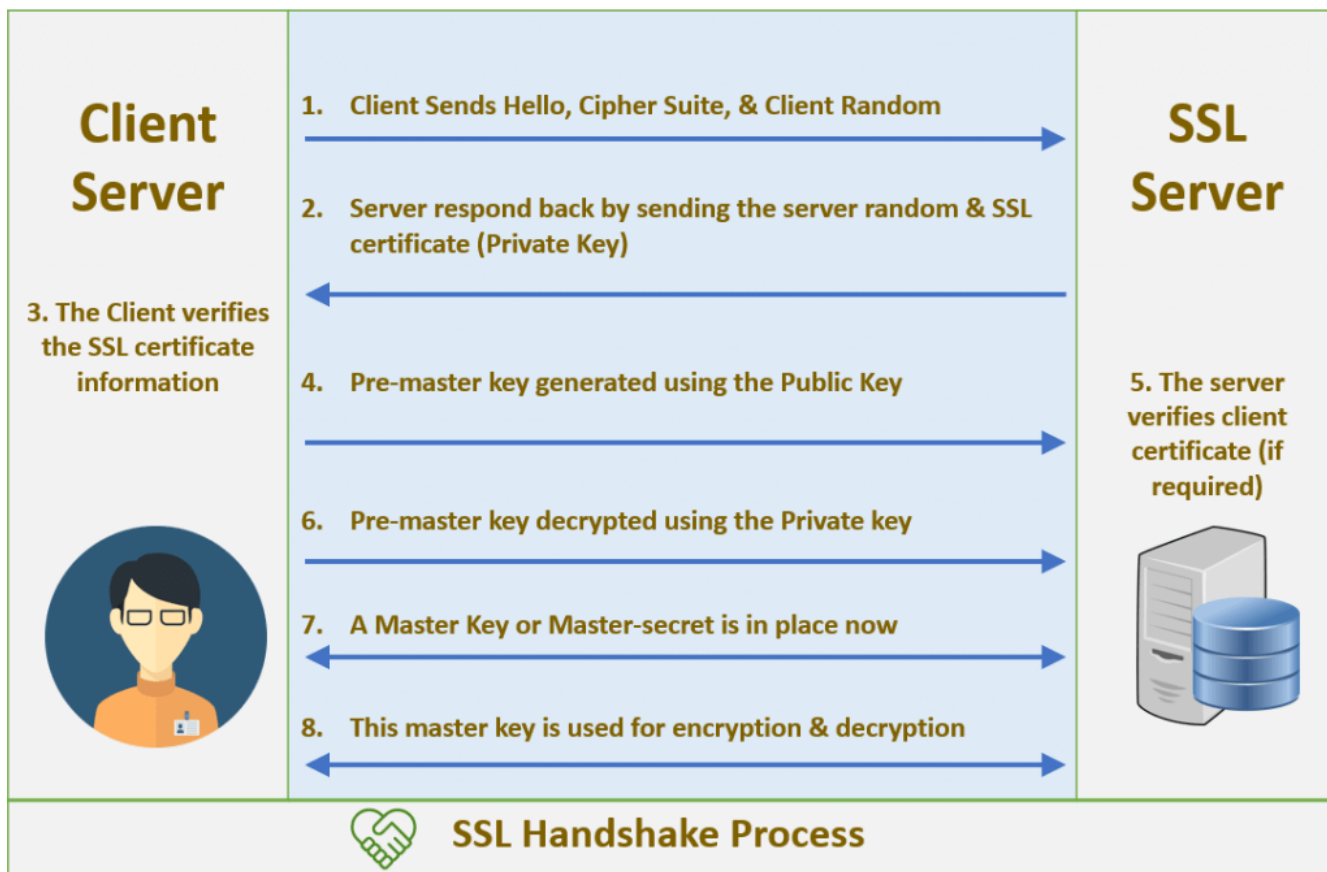 Client
Server
SSL
Server
1. Client Sends Hello, Cipher Suite, & Client Random
2. Server respond back by sending the server random & SSL
certificate (Private Key)
3. The Client verifies
the SSL certificate
information
4. Pre-master key generated using the Public Key
5. The server
verifies client
certificate (if
required)
6. Pre-master key decrypted using the Private key
7. A Master Key or Master-secret is in place now
8. This master key is used for encryption & decryption
SSL Handshake Process